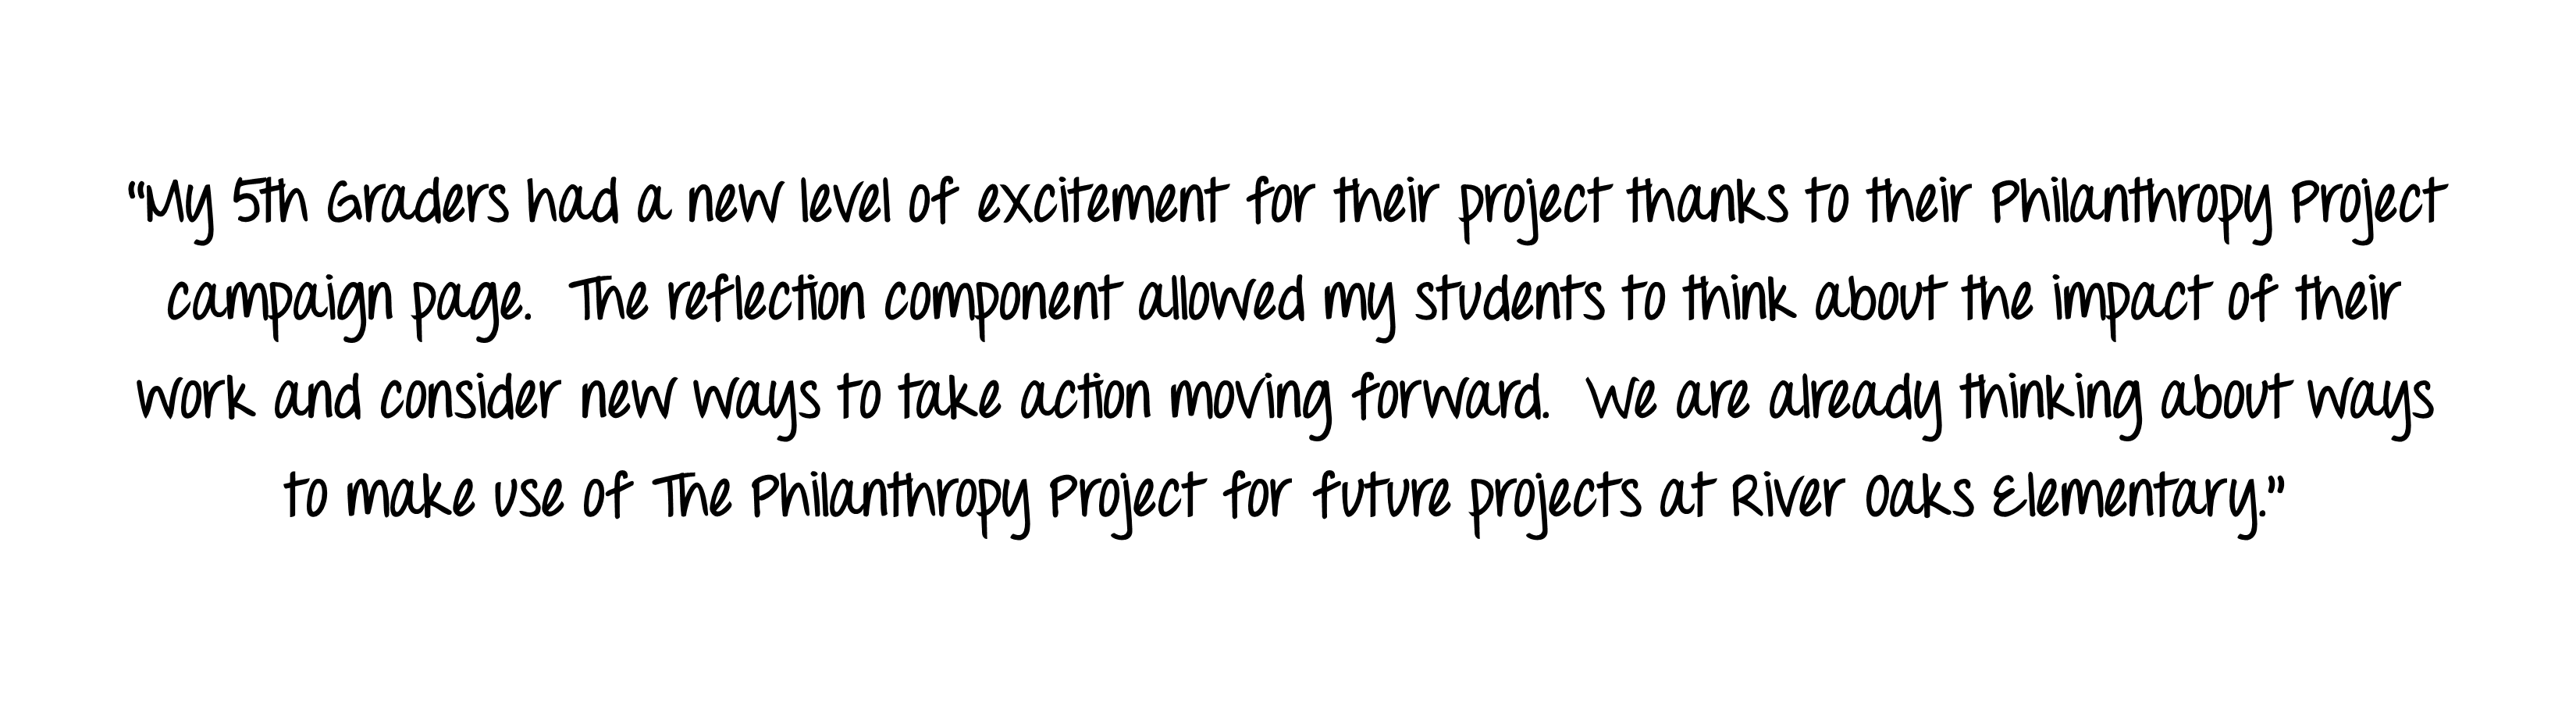 “My 5th Graders had a new level of excitement for their project thanks to their Philanthropy Project
campaign page.  The reflection component allowed my students to think about the impact of their
work and consider new ways to take action moving forward.  We are already thinking about ways
to make use of The Philanthropy Project for future projects at River Oaks Elementary.”